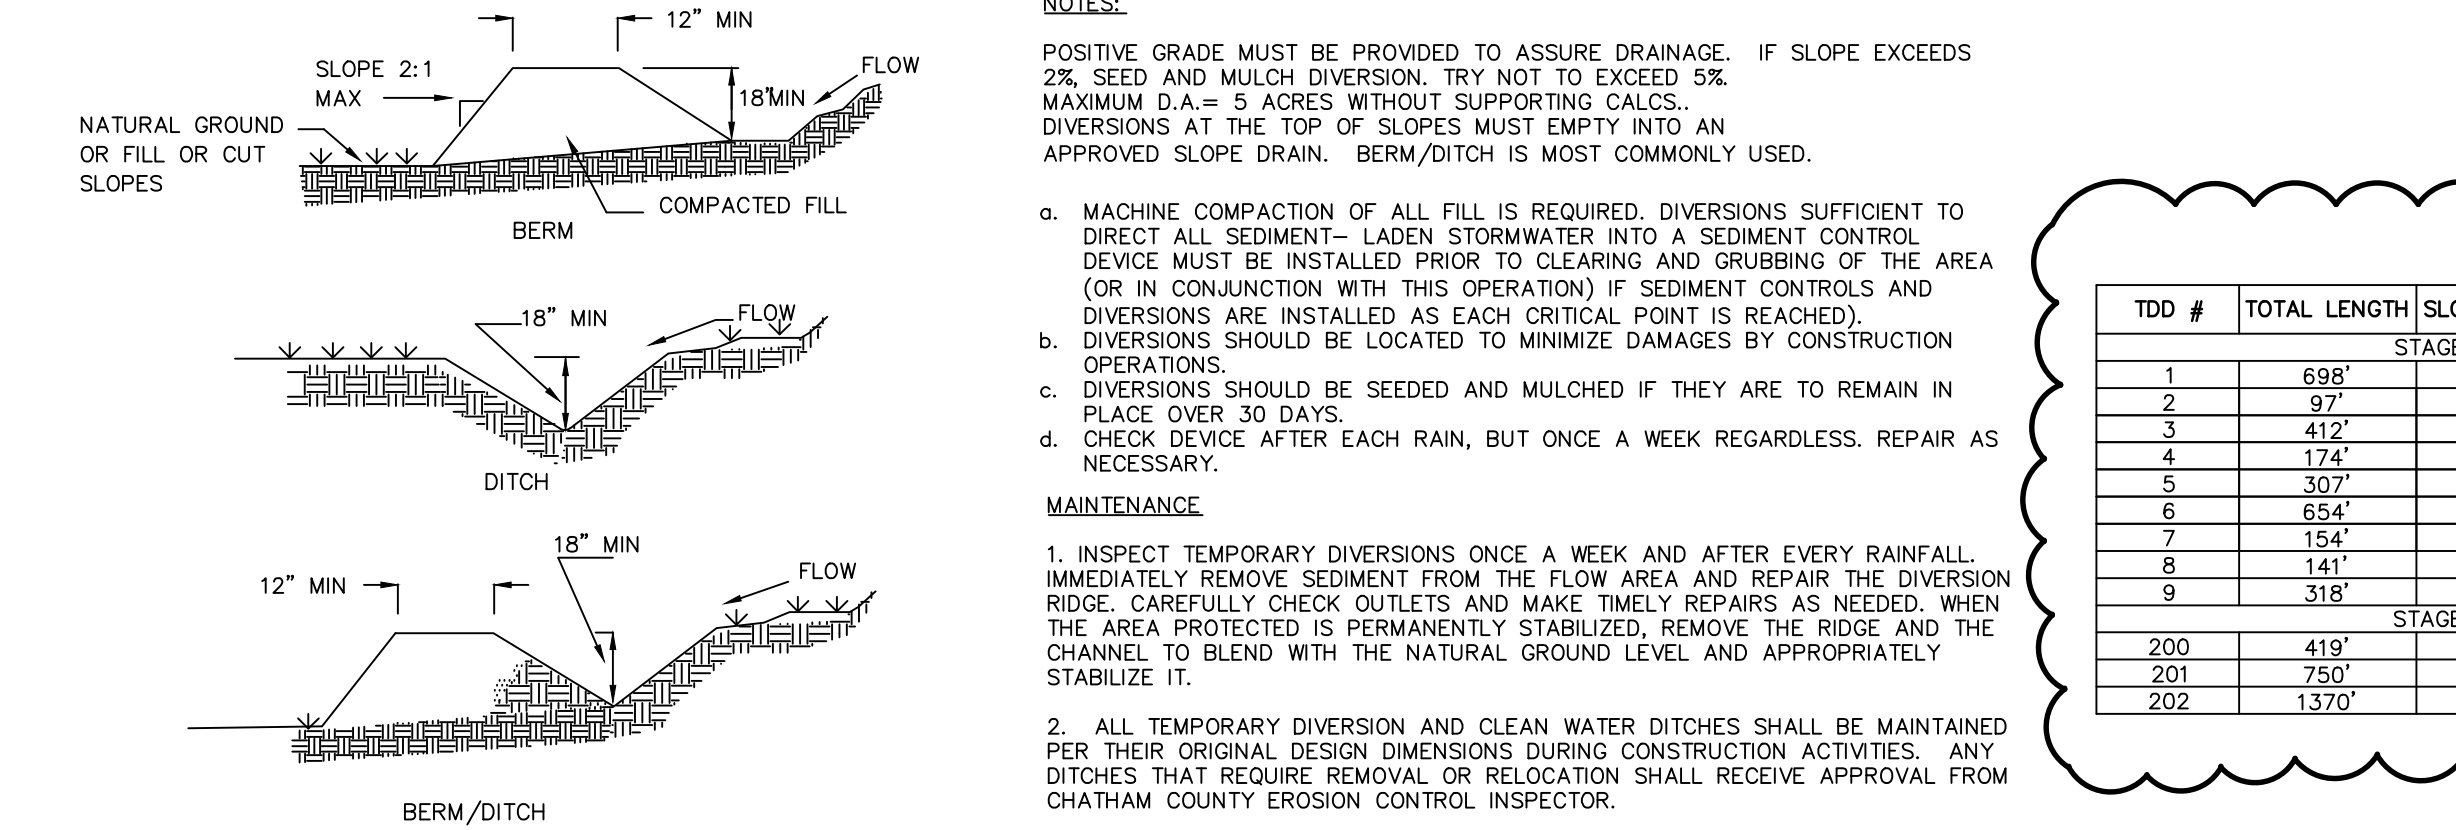 12" MIN
SLOPE 2:1
MAX
FLOW
18"MIN
NATURAL GROUND
OR FILL OR CUT
SLOPES
COMPACTED FILL
BERM
18" MIN
FLOW
DITCH
18" MIN
12" MIN
FLOW
BERM/DITCH
NOTES:
POSITIVE GRADE MUST BE PROVIDED TO ASSURE DRAINAGE. IF SLOPE EXCEEDS
2%, SEED AND MULCH DIVERSION. TRY NOT TO EXCEED 5%.
MAXIMUM D.A.= 5 ACRES WITHOUT SUPPORTING CALCS..
DIVERSIONS AT THE TOP OF SLOPES MUST EMPTY INTO AN
APPROVED SLOPE DRAIN. BERM/DITCH IS MOST COMMONLY USED.
a. MACHINE COMPACTION OF ALL FILL IS REQUIRED. DIVERSIONS SUFFICIENT TO
DIRECT ALL SEDIMENT– LADEN STORMWATER INTO A SEDIMENT CONTROL
DEVICE MUST BE INSTALLED PRIOR TO CLEARING AND GRUBBING OF THE AREA
(OR IN CONJUNCTION WITH THIS OPERATION) IF SEDIMENT CONTROLS AND
DIVERSIONS ARE INSTALLED AS EACH CRITICAL POINT IS REACHED).
b. DIVERSIONS SHOULD BE LOCATED TO MINIMIZE DAMAGES BY CONSTRUCTION
OPERATIONS.
c. DIVERSIONS SHOULD BE SEEDED AND MULCHED IF THEY ARE TO REMAIN IN
PLACE OVER 30 DAYS.
d. CHECK DEVICE AFTER EACH RAIN, BUT ONCE A WEEK REGARDLESS. REPAIR AS
NECESSARY.
MAINTENANCE
1. INSPECT TEMPORARY DIVERSIONS ONCE A WEEK AND AFTER EVERY RAINFALL.
IMMEDIATELY REMOVE SEDIMENT FROM THE FLOW AREA AND REPAIR THE DIVERSION
RIDGE. CAREFULLY CHECK OUTLETS AND MAKE TIMELY REPAIRS AS NEEDED. WHEN
THE AREA PROTECTED IS PERMANENTLY STABILIZED, REMOVE THE RIDGE AND THE
CHANNEL TO BLEND WITH THE NATURAL GROUND LEVEL AND APPROPRIATELY
STABILIZE IT.
2. ALL TEMPORARY DIVERSION AND CLEAN WATER DITCHES SHALL BE MAINTAINED
PER THEIR ORIGINAL DESIGN DIMENSIONS DURING CONSTRUCTION ACTIVITIES. ANY
DITCHES THAT REQUIRE REMOVAL OR RELOCATION SHALL RECEIVE APPROVAL FROM
CHATHAM COUNTY EROSION CONTROL INSPECTOR.
TDD # TOTAL LENGTH
STAGE
1 698'
2 97'
3 412'
4 174'
5 307'
6 654'
7 154'
8 141'
9 318'
STAGE
200 419'
201 750'
202 1370'